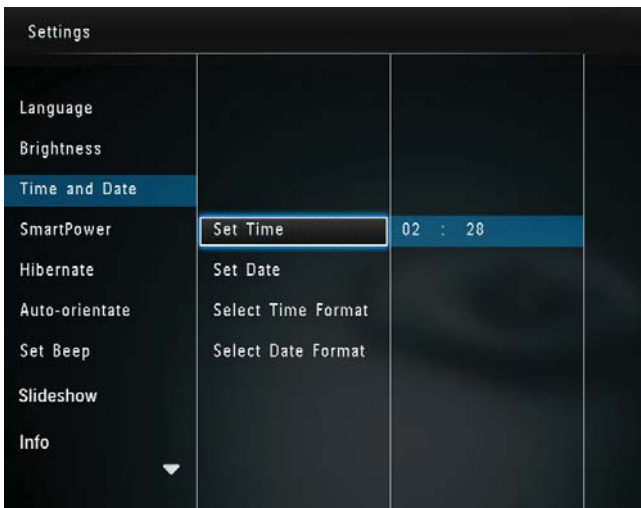 Settings
Language
Brightness
Time and Date
SmartPower
Hibernate
Auto-orientate
Set Beep
Slideshow
Info
Set Time
Set Date
Select Time Format
Select Date Format
02 : 28